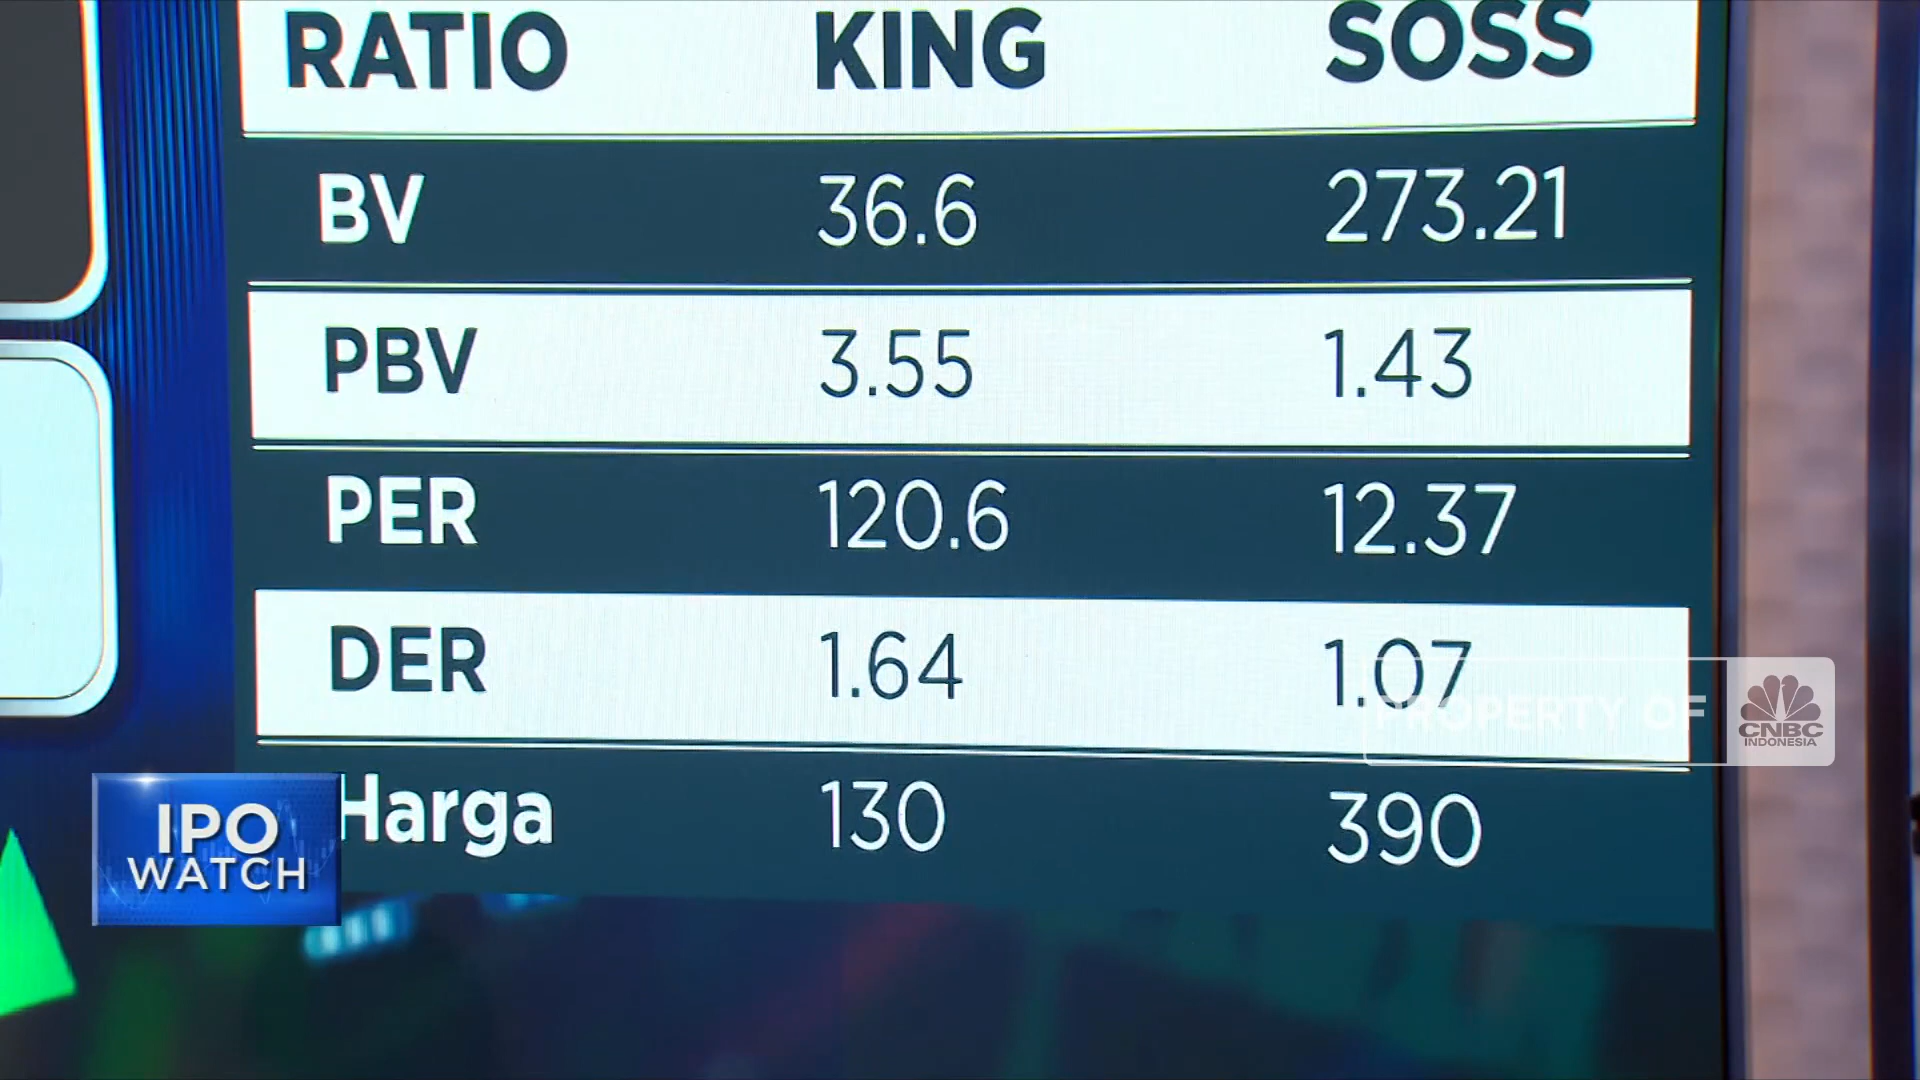 RATIO KING SOSS
BV 36.6 273.21
PBV 3.55 1.43
PER 120.6 12.37
DER 1.64 1.07
PROPERTY OF
CNBC
INDONESIA
Harga 130 390
IPO
WATCH